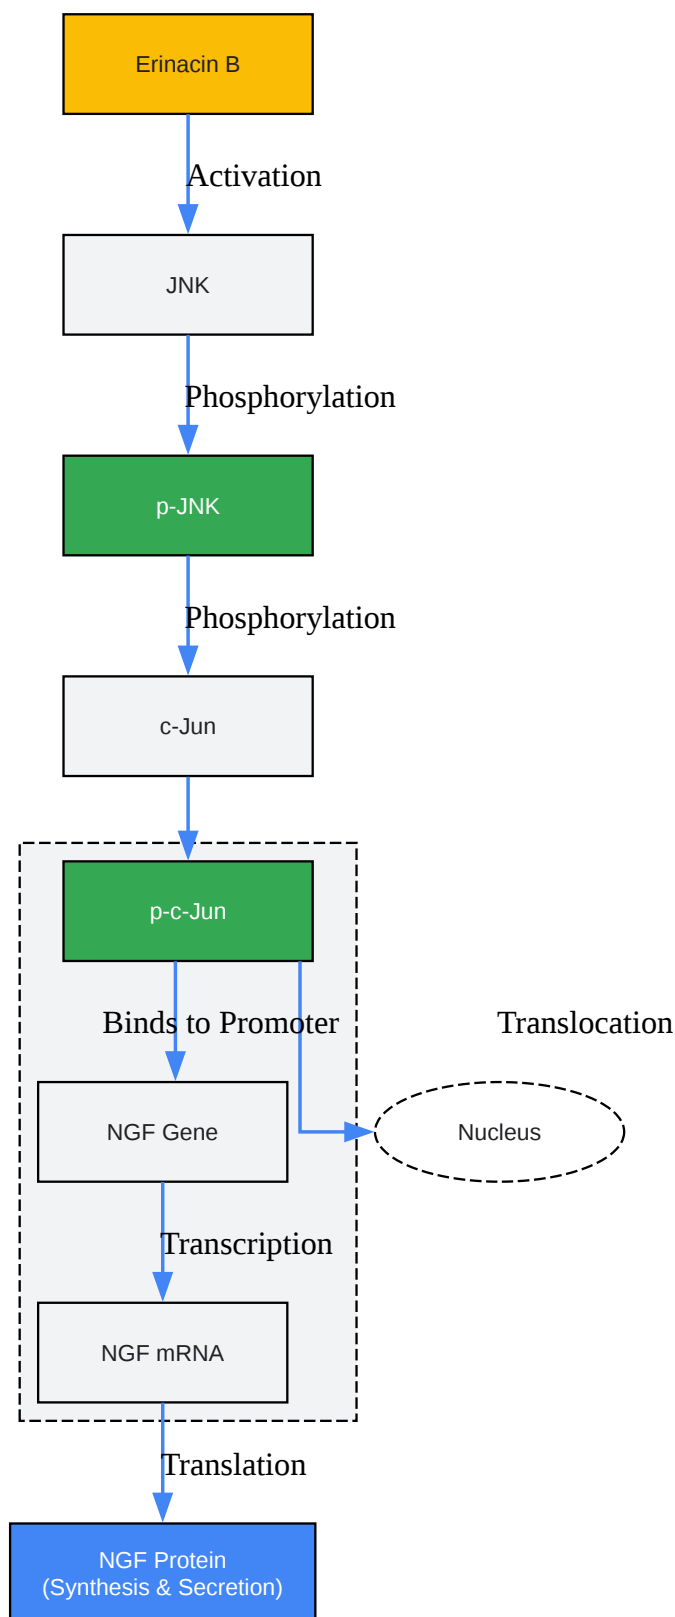 Erinacin B
Activation
JNK
Phosphorylation
p-JNK
Phosphorylation
c-Jun
p-c-Jun
Binds to Promoter
Translocation
NGF Gene
Nucleus
Transcription
NGF mRNA
Translation
NGF Protein
(Synthesis & Secretion)